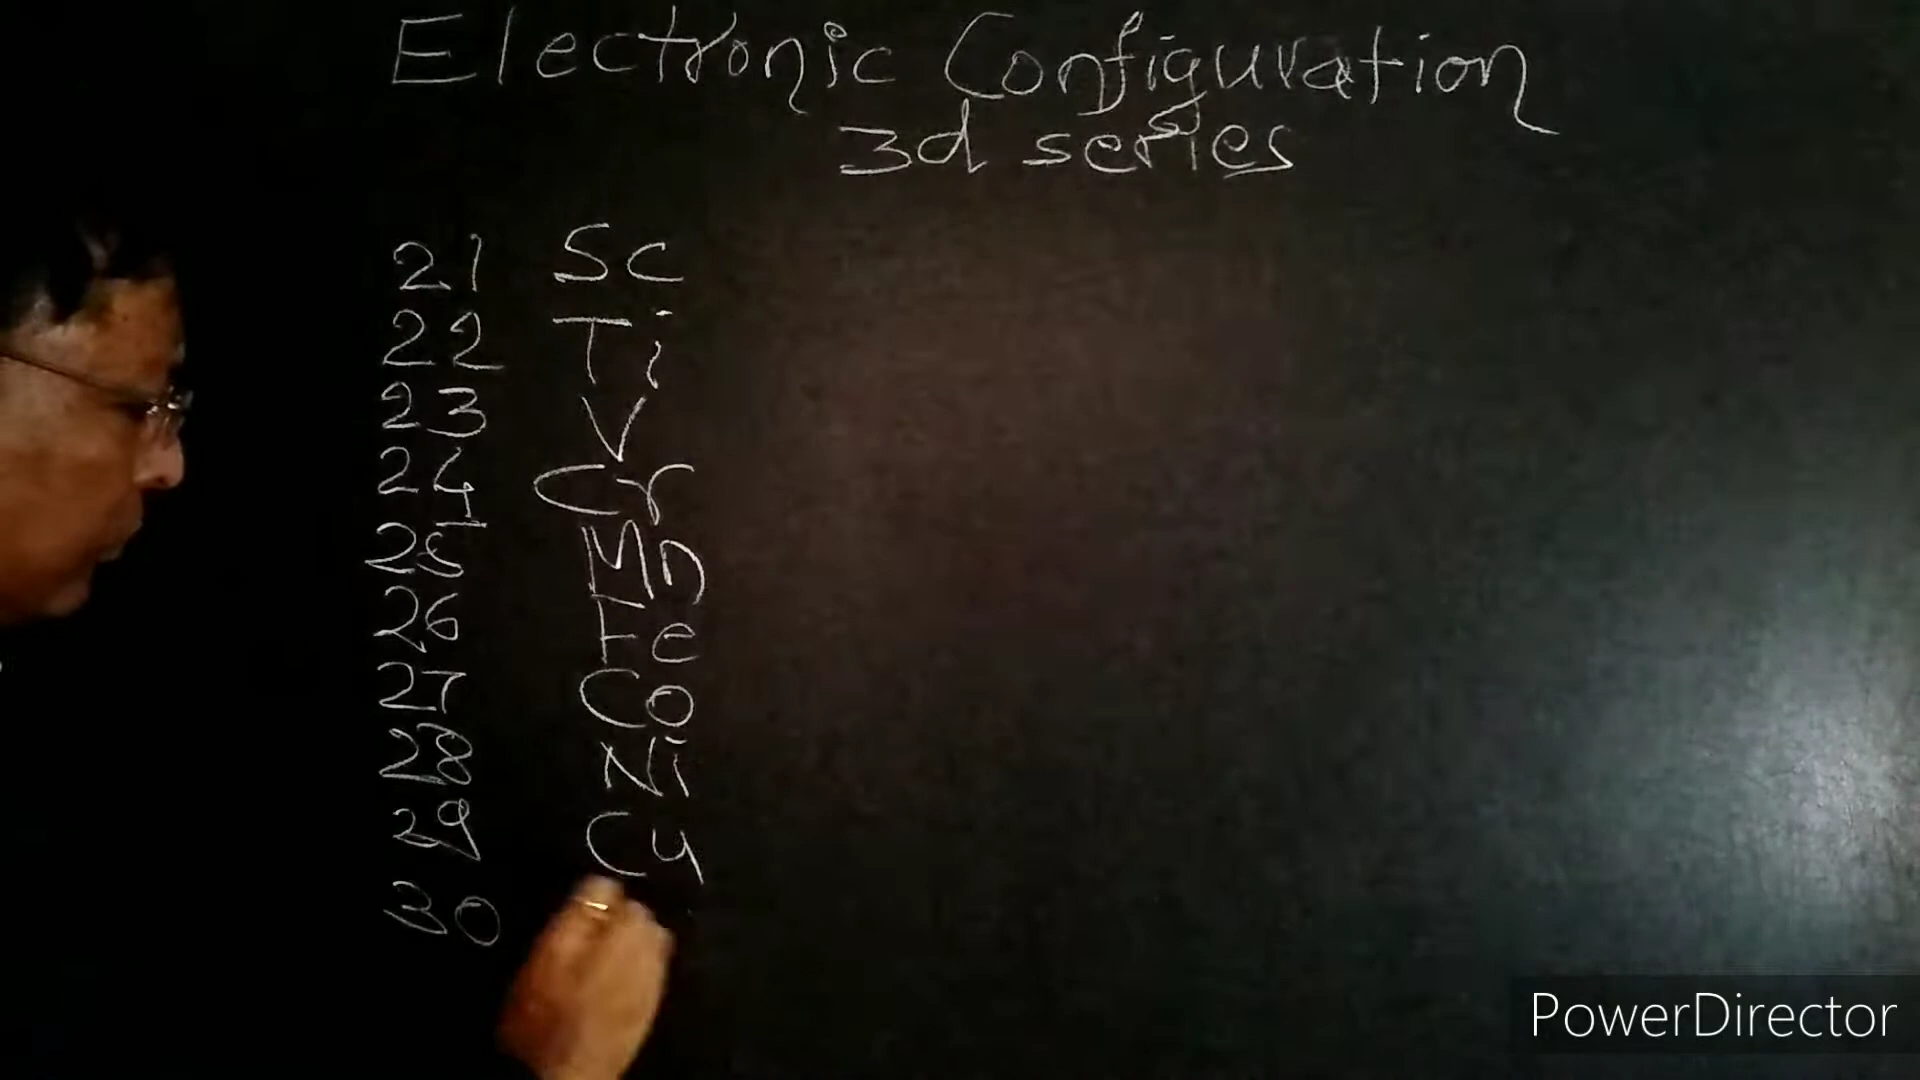 Electronic Configuration
3d series
21 Sc
22 Ti
23 V
24 Cr
25 Mn
26 Fe
27 Co
28 Ni
29 Cu
30
PowerDirector